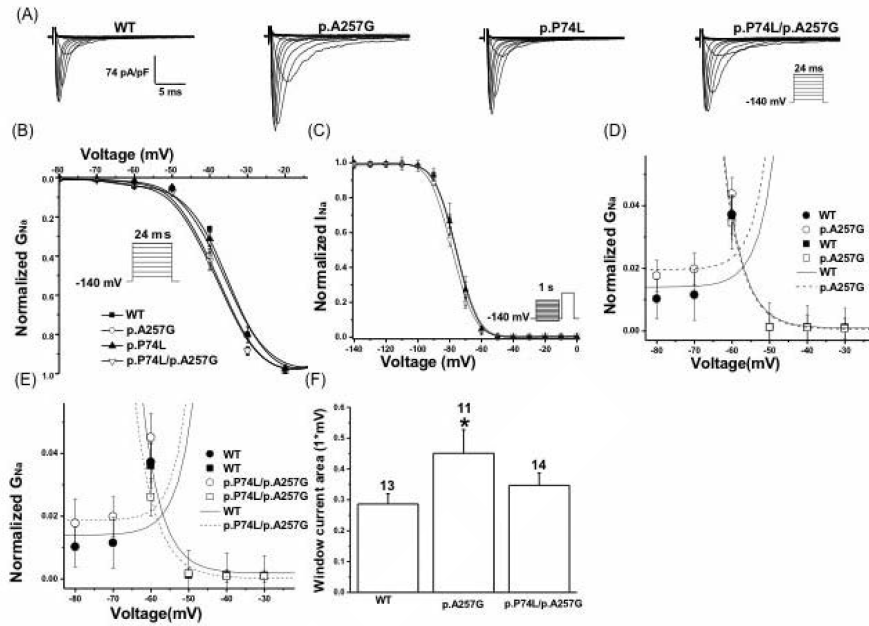 (A)
WT
p.A257G
p.P74L
p.P74L/p.A257G
74 pA/pF
5 ms
24 ms
-140 mV
(B)
Voltage (mV)
-80 -70 -60 -50 -40 -30 -20
0.0
0.2
0.4
0.6
0.8
1.0
Normalized GNa
24 ms
-140 mV
WT
p.A257G
p.P74L
p.P74L/p.A257G
(C)
Normalized INa
1.0
0.8
0.6
0.4
0.2
0.0
1 s
-140 mV
-140 -120 -100 -80 -60 -40 -20 0
Voltage (mV)
(D)
Normalized GNa
0.04
0.02
0.00
WT
p.A257G
WT
p.A257G
WT
p.A257G
-80 -70 -60 -50 -40 -30
Voltage(mV)
(E)
Normalized GNa
0.04
0.02
0.00
WT
WT
p.P74L/p.A257G
p.P74L/p.A257G
WT
p.P74L/p.A257G
-80 -70 -60 -50 -40 -30
Voltage(mV)
(F)
Window current area (1*mV)
0.6
0.5
0.4
0.3
0.2
0.1
0.0
13
11
*
14
WT
p.A257G
p.P74L/p.A257G